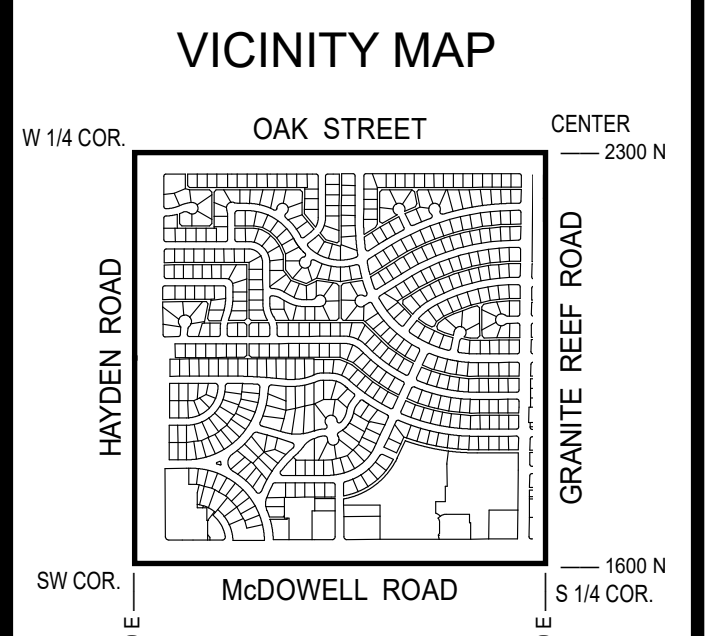 VICINITY MAP
OAK STREET
CENTER
W 1/4 COR.
2300 N
HAYDEN ROAD
GRANITE REEF ROAD
1600 N
SW COR.
McDOWELL ROAD
S 1/4 COR.
E
E